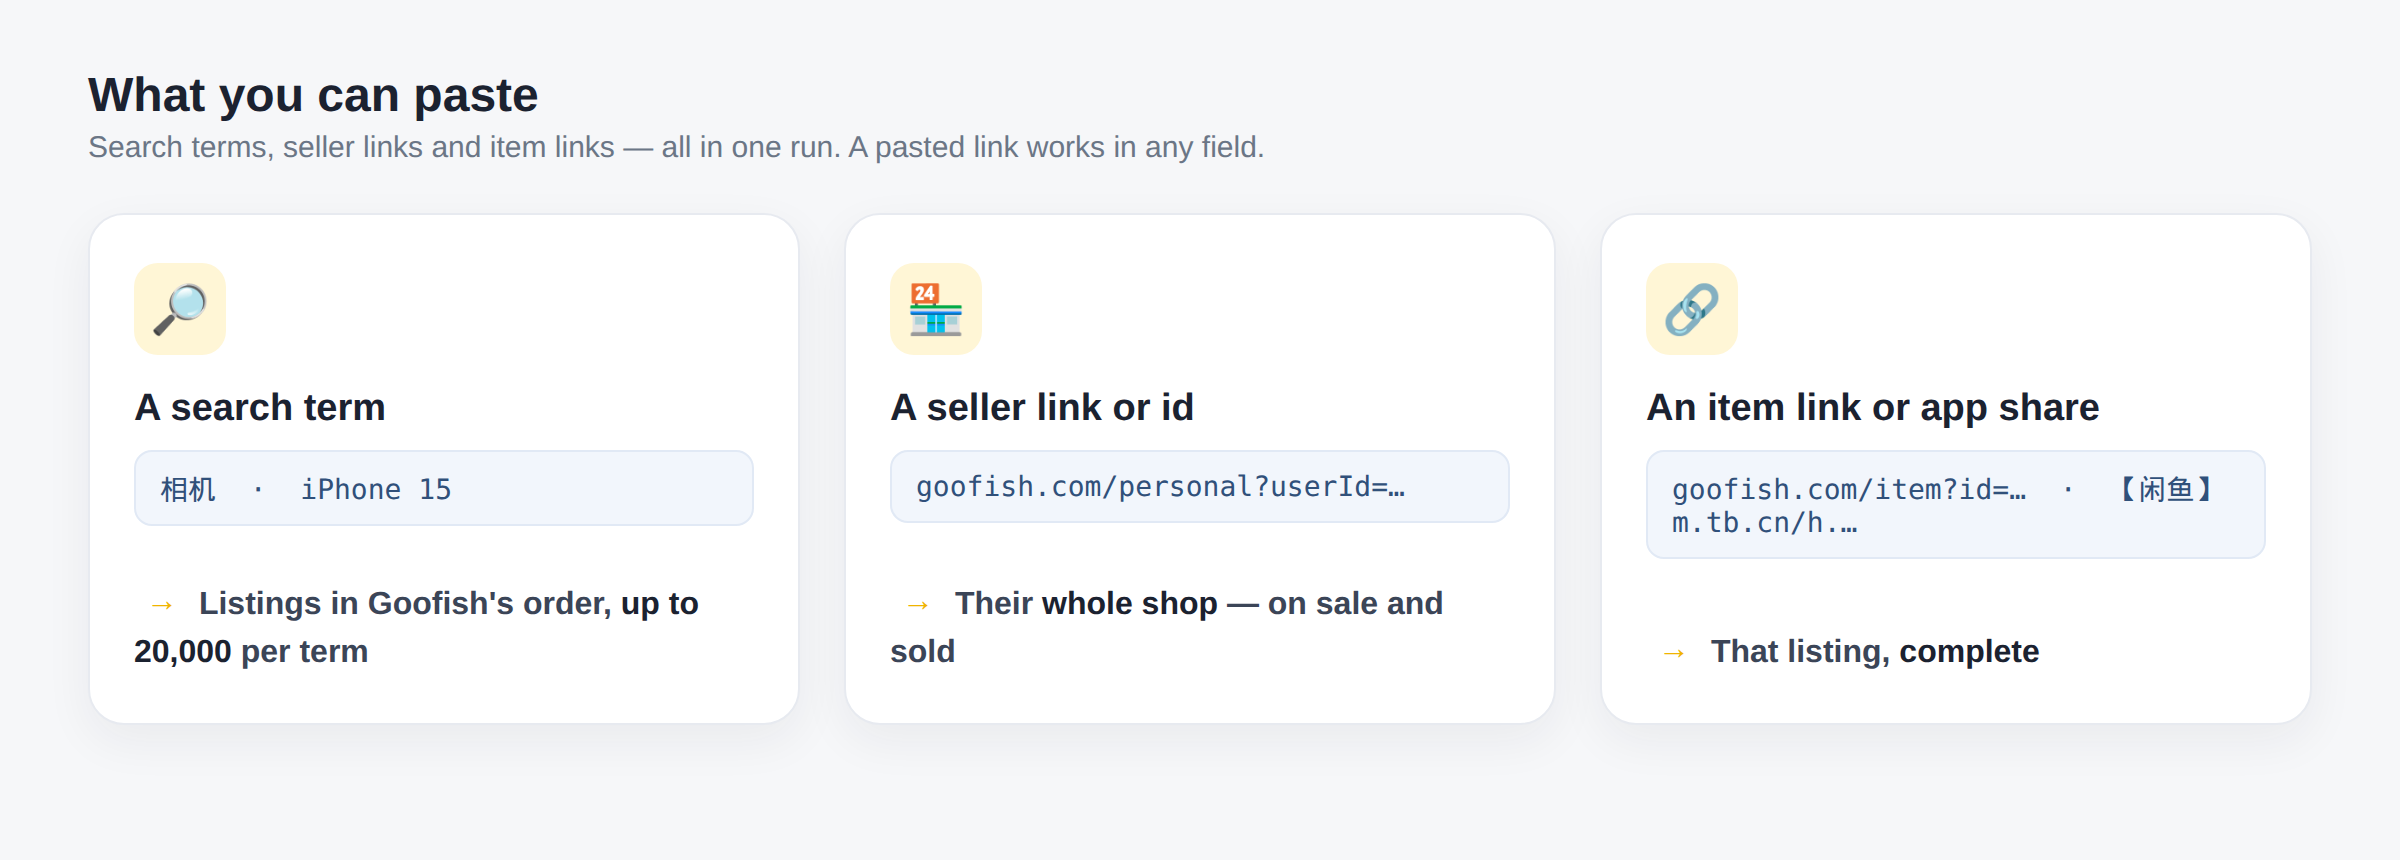 What you can paste
Search terms, seller links and item links — all in one run. A pasted link works in any field.
24
A search term
相机 · iPhone 15
→ Listings in Goofish's order, up to
20,000 per term
A seller link or id
goofish.com/personal?userId=…
→ Their whole shop — on sale and
sold
An item link or app share
goofish.com/item?id=… · 【闲鱼】
m.tb.cn/h.…
→ That listing, complete